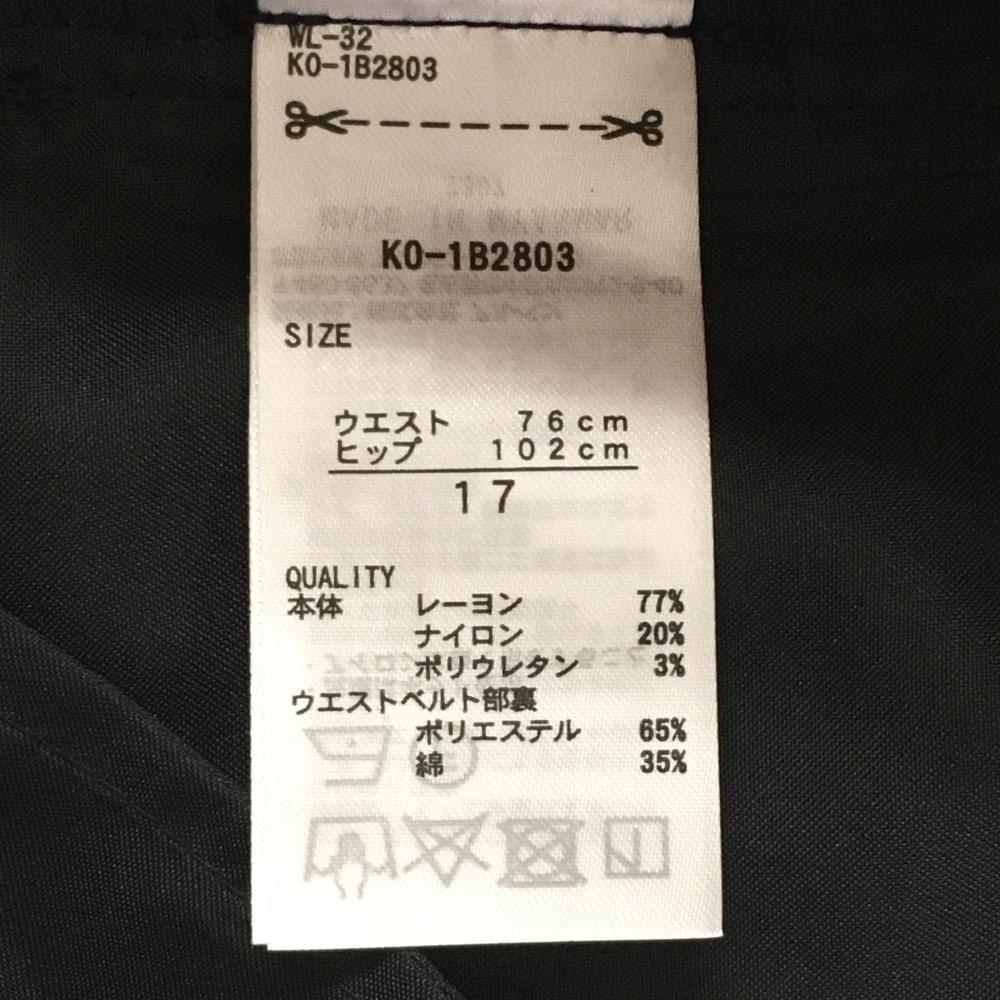 WL-32
KO-1B2803
KO-1B2803
SIZE
ウエスト 76cm
ヒップ 102cm
17
QUALITY
本体 レーヨン 77%
ナイロン 20%
ポリウレタン 3%
ウエストベルト部裏
ポリエステル 65%
綿 35%